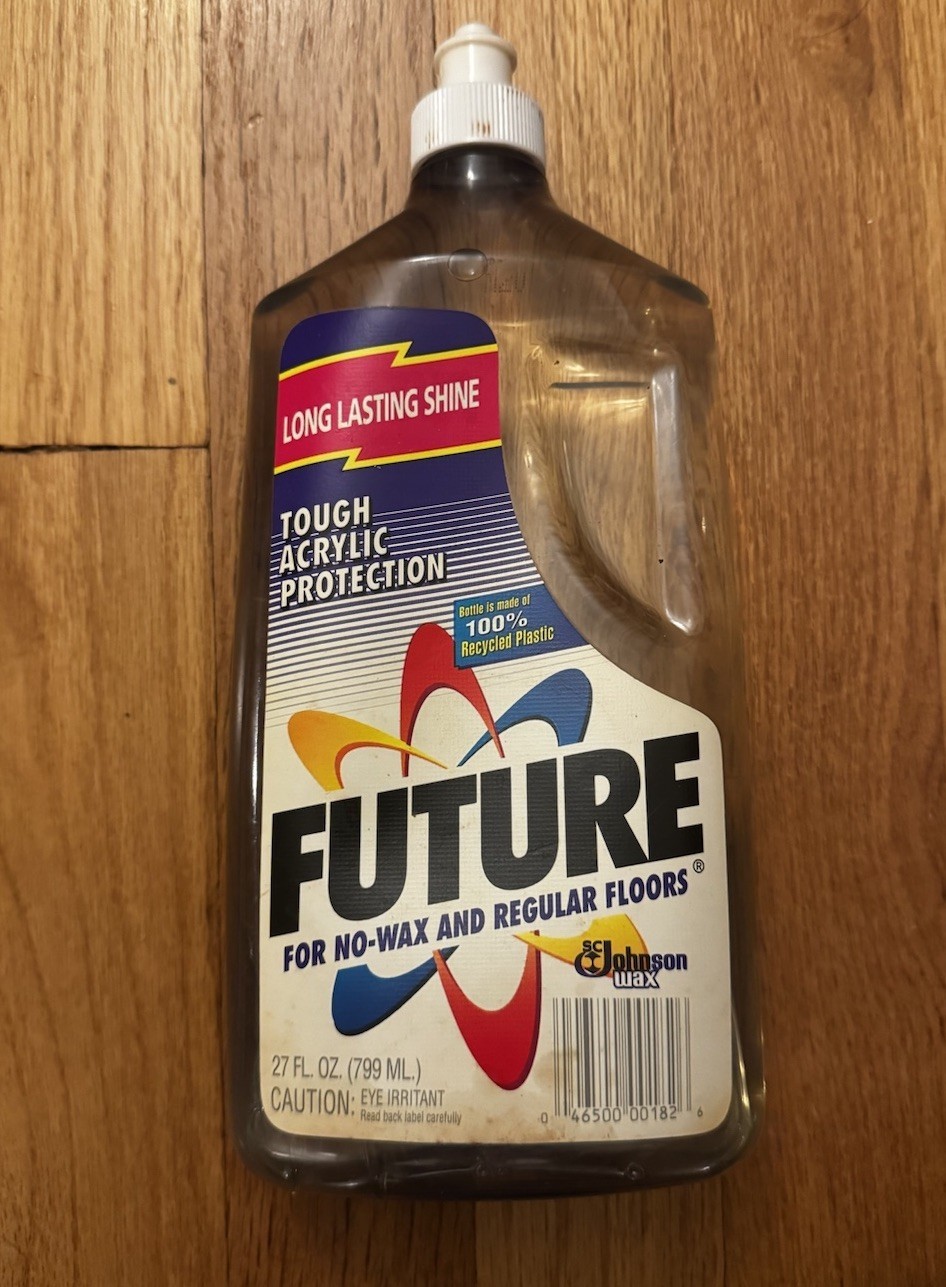 LONG LASTING SHINE
TOUGH
ACRYLIC
PROTECTION
Bottle is made of
100%
Recycled Plastic
FUTURE®
FOR NO-WAX AND REGULAR FLOORS
SC
Johnson
wax
27 FL. OZ. (799 ML.)
CAUTION: EYE IRRITANT
Read back label carefully
0 46500 00182 6